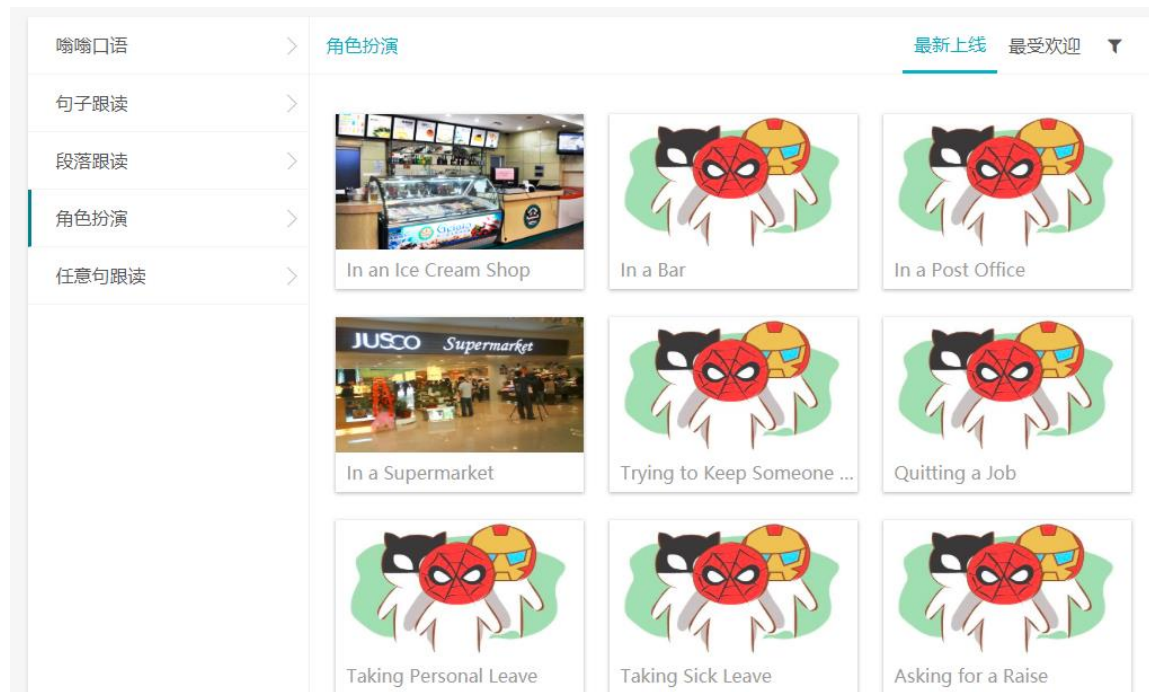 嗡嗡口语
句子跟读
段落跟读
角色扮演
任意句跟读
角色扮演
最新上线 最受欢迎
In an Ice Cream Shop
In a Bar
In a Post Office
JUSCO Supermarket
In a Supermarket
Trying to Keep Someone ...
Quitting a Job
Taking Personal Leave
Taking Sick Leave
Asking for a Raise